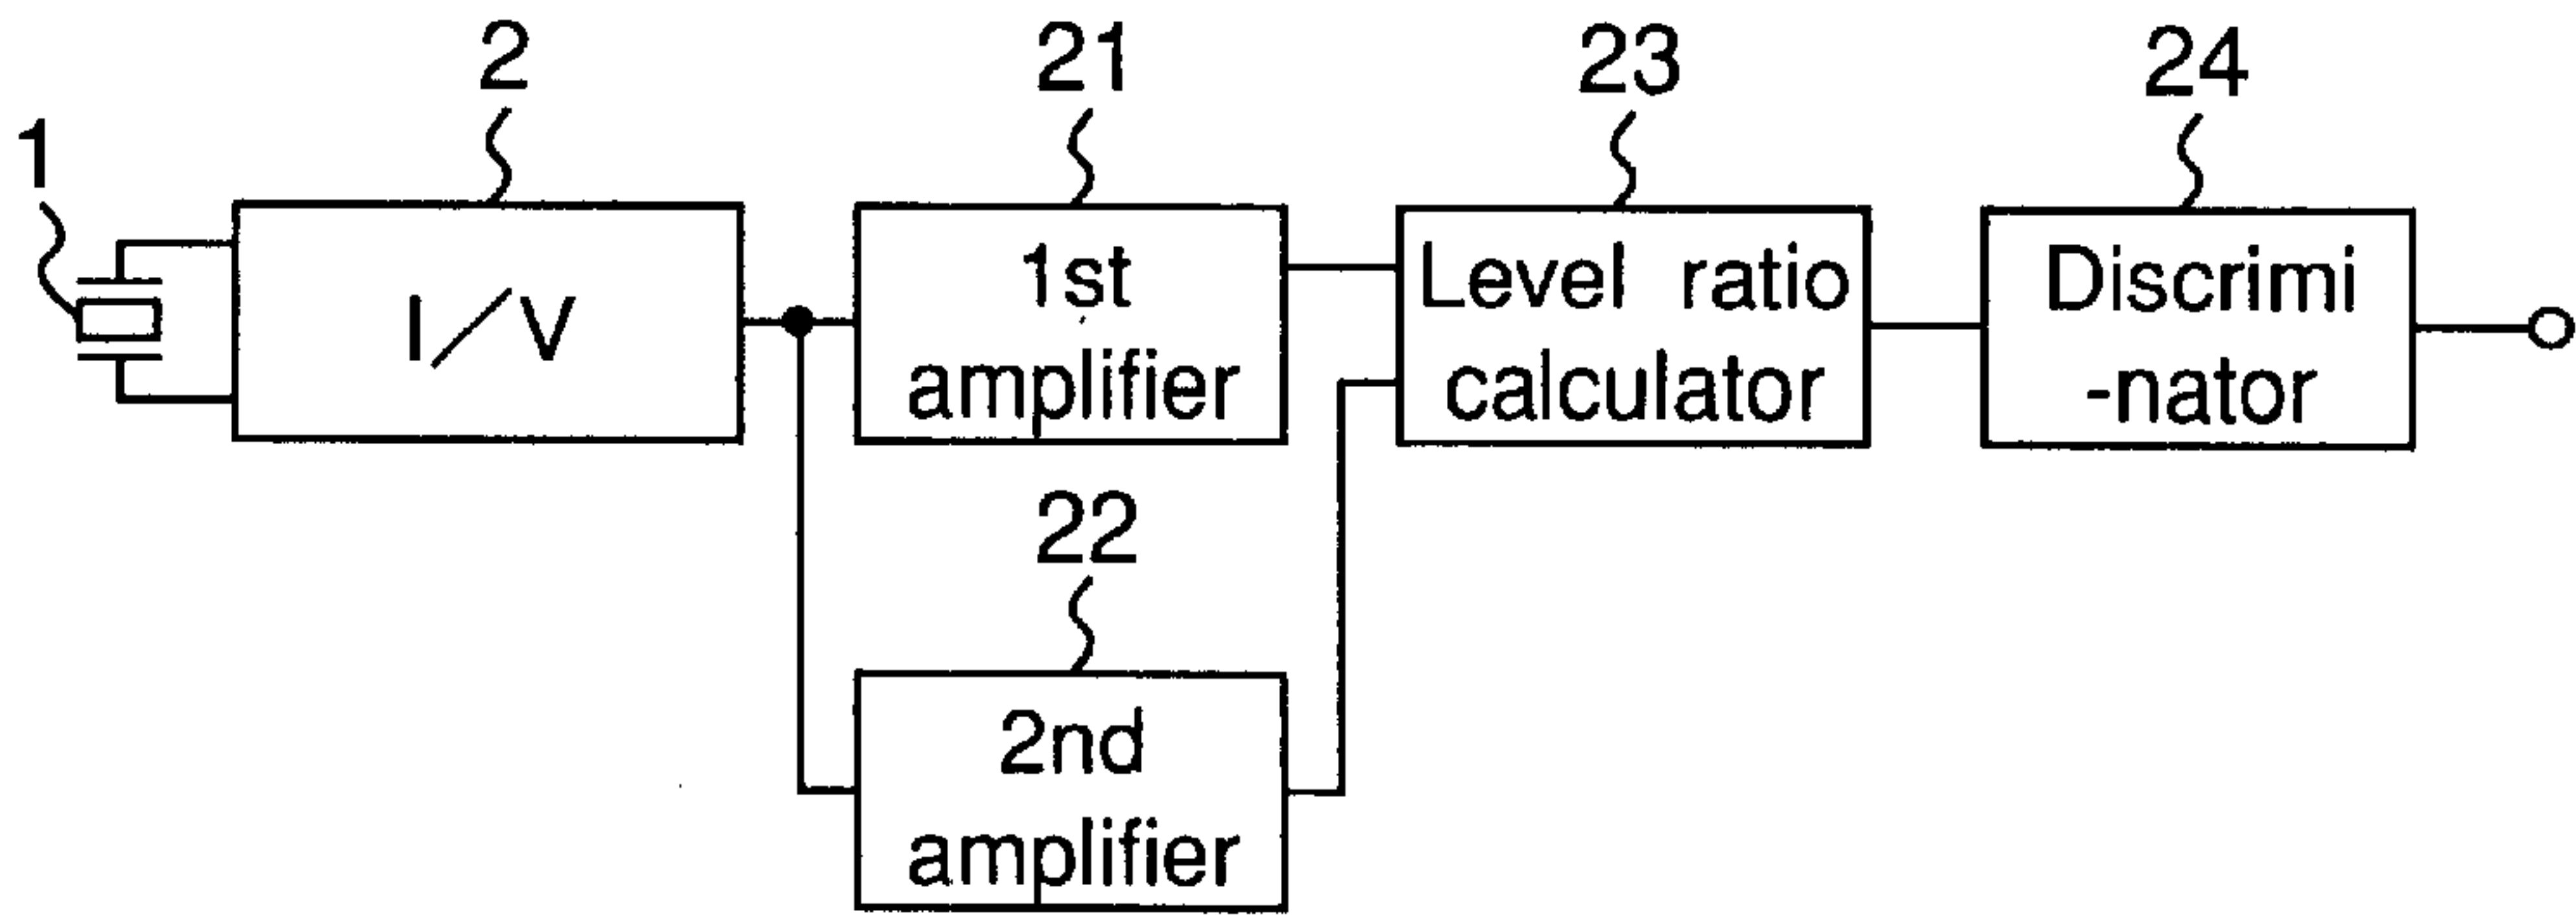 2
21
23
24
1
I/V
1st
amplifier
Level ratio
calculator
Discrimi
-nator
22
2nd
amplifier